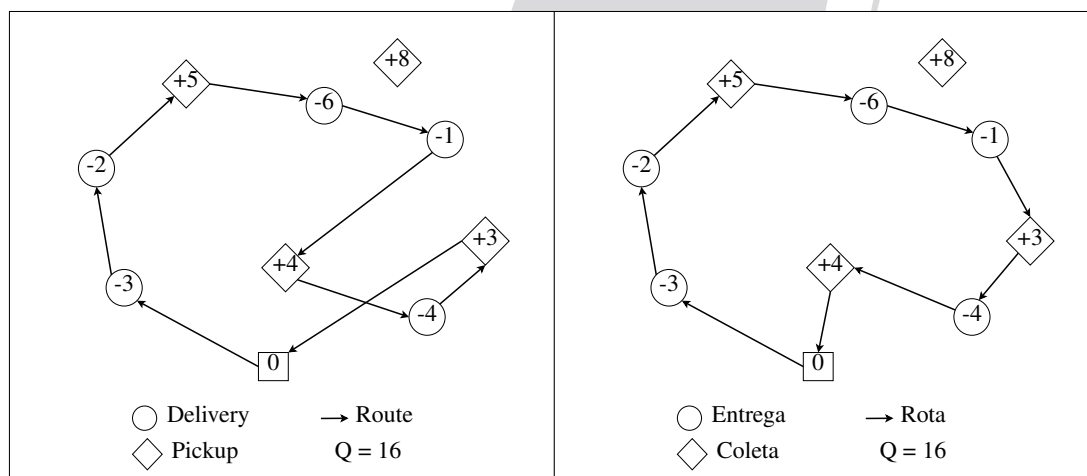 +8
+5
-6
-1
-2
+3
+4
-3
-4
0
Delivery
Route
Pickup
Q = 16
+8
+5
-6
-1
-2
+3
+4
-3
-4
0
Entrega
Rota
Coleta
Q = 16